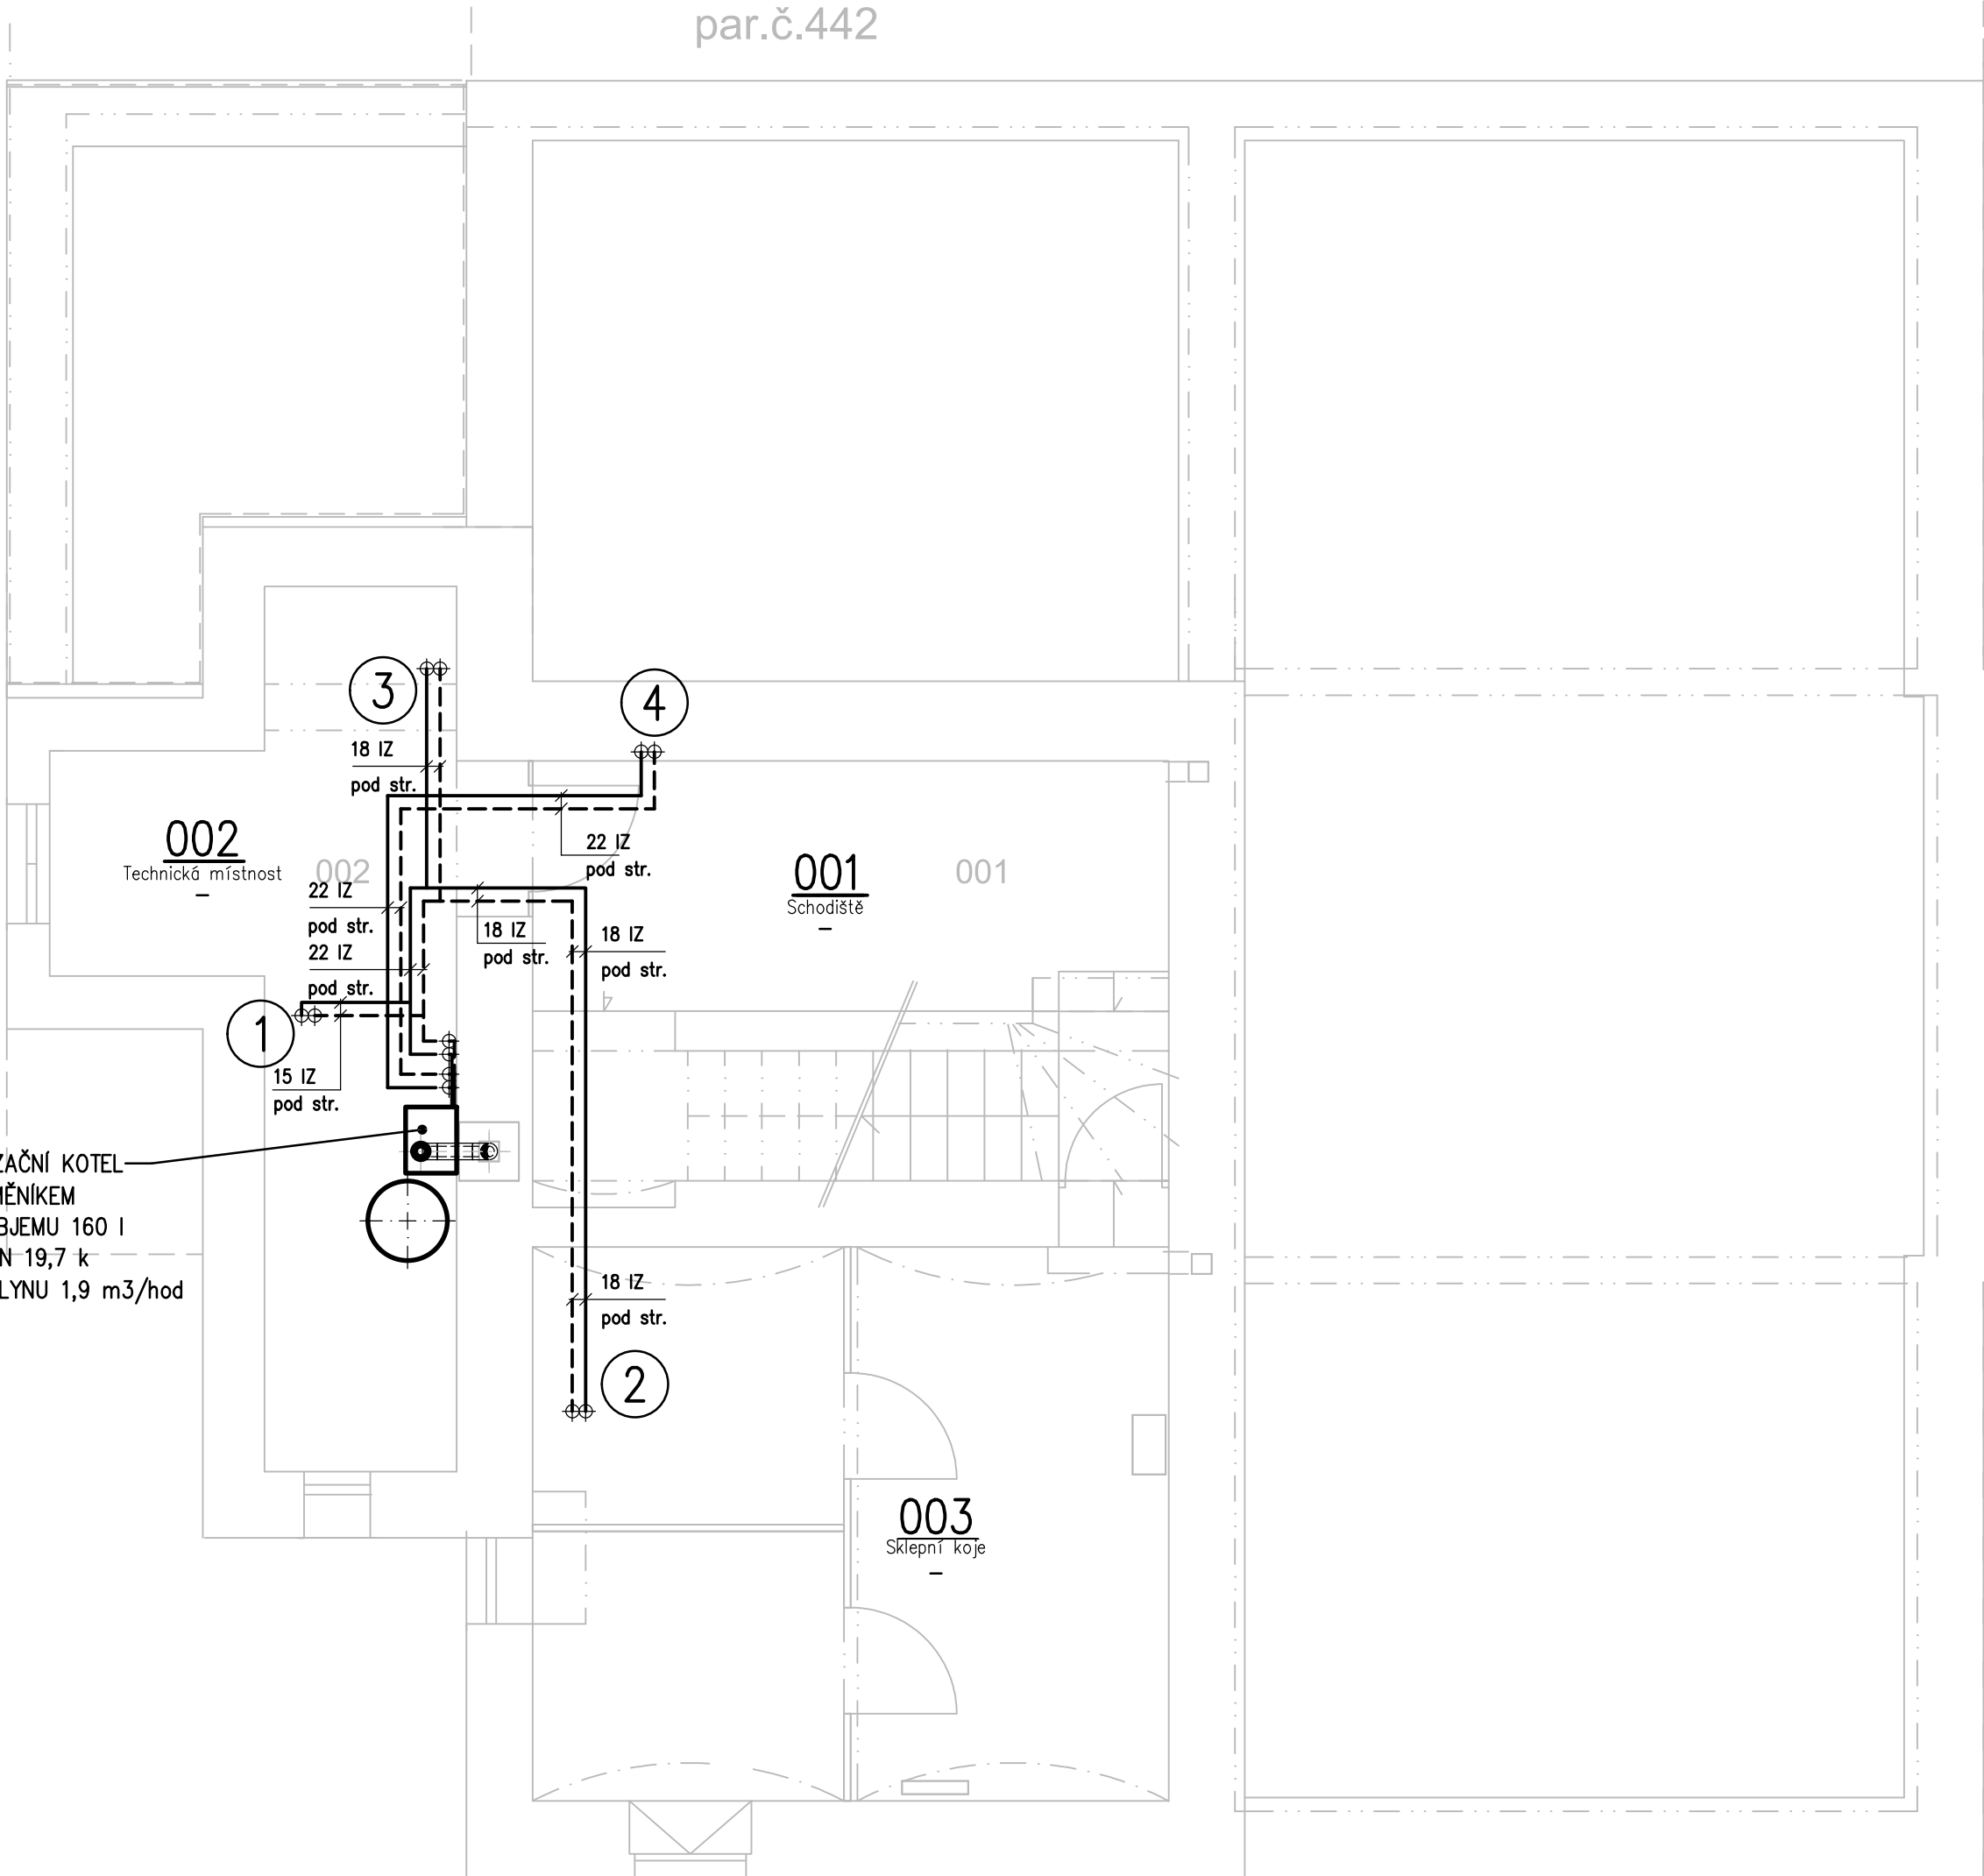 par.č.442
3
4
18 IZ
pod str.
002
Technická místnost
–
002
22 IZ
pod str.
001
Schodiště
–
001
22 IZ
pod str.
18 IZ
pod str.
18 IZ
pod str.
22 IZ
pod str.
1
15 IZ
pod str.
ZAČNÍ KOTEL
MĚNÍKEM
BJEMU 160 l
N 19,7 k
LYNU 1,9 m3/hod
18 IZ
pod str.
2
003
Sklepní koje
–